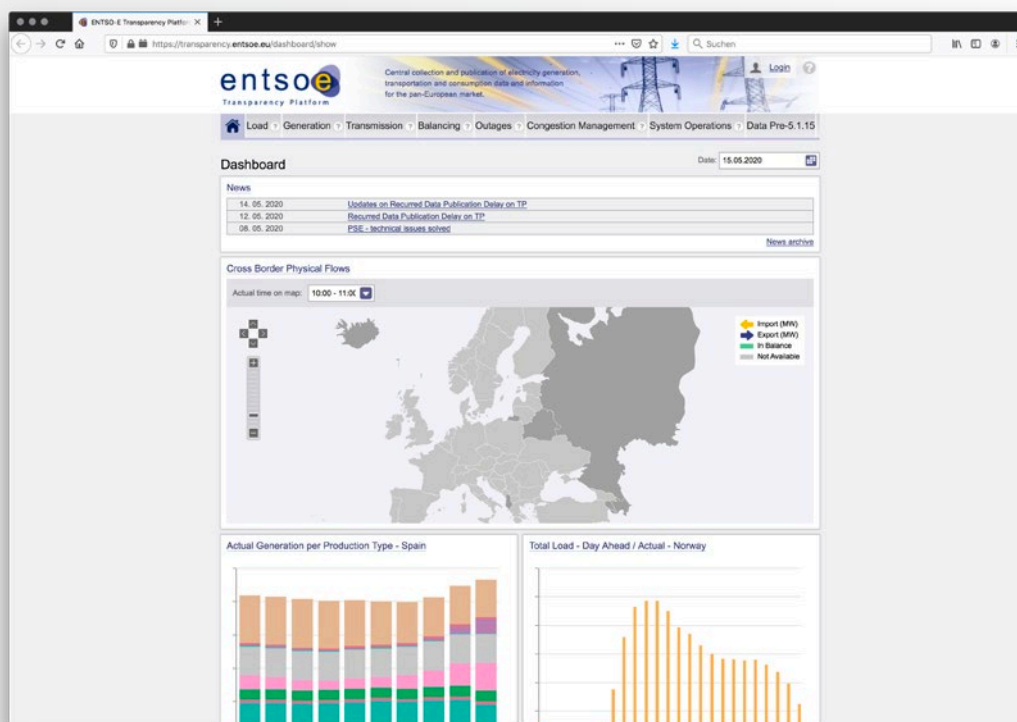 ENTSO-E Transparency Platfor
https://transparency.entsoe.eu/dashboard/show
Suchen
entsoe
Transparency Platform
Central collection and publication of electricity generation,
transportation and consumption data and information
for the pan-European market.
Login
Load ? Generation ? Transmission ? Balancing ? Outages ? Congestion Management ? System Operations ? Data Pre-5.1.15
Dashboard
Date: 15.05.2020
News
14. 05. 2020 Updates on Recurred Data Publication Delay on TP
12. 05. 2020 Recurred Data Publication Delay on TP
08. 05. 2020 PSE - technical issues solved
News archive
Cross Border Physical Flows
Actual time on map: 10:00 - 11:0
Import (MW)
Export (MW)
In Balance
Not Available
Actual Generation per Production Type - Spain
Total Load - Day Ahead / Actual - Norway